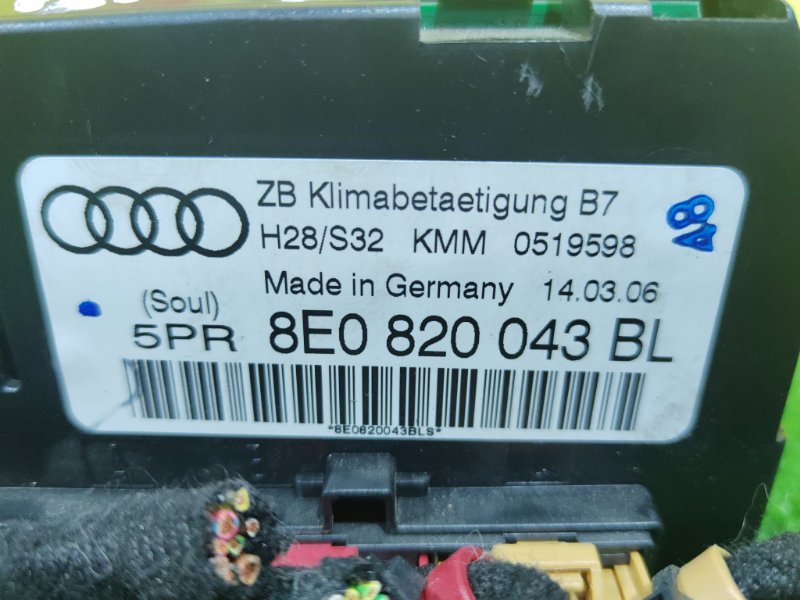 ZB Klimabetaetigung B7
H28/S32 KMM 0519598
Made in Germany 14.03.06
(Soul)
5PR 8E0 820 043 BL
*8E0820043BLS*